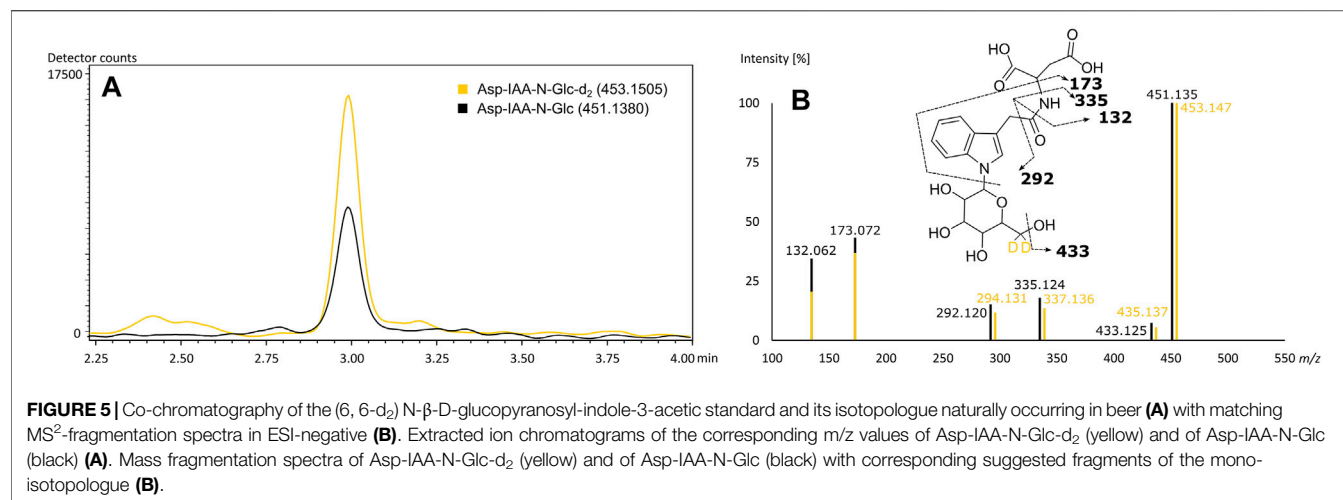 Detector counts
17500
A
Asp-IAA-N-Glc-d₂ (453.1505)
Asp-IAA-N-Glc (451.1380)
0
2.25 2.50 2.75 3.00 3.25 3.50 3.75 4.00 min
Intensity [%]
B
100
75
50
25
0
132.062
173.072
292.120
294.131
335.124
337.136
433.125
435.137
451.135
453.147
HO
O
O
OH
O
NH
O
N
HO
O
OH
HO
OH
D D
173
335
132
292
433
100 150 200 250 300 350 400 450 500 550 m/z
FIGURE 5 | Co-chromatography of the (6, 6-d₂) N-β-D-glucopyranosyl-indole-3-acetic standard and its isotopologue naturally occurring in beer (A) with matching
MS²-fragmentation spectra in ESI-negative (B). Extracted ion chromatograms of the corresponding m/z values of Asp-IAA-N-Glc-d₂ (yellow) and of Asp-IAA-N-Glc
(black) (A). Mass fragmentation spectra of Asp-IAA-N-Glc-d₂ (yellow) and of Asp-IAA-N-Glc (black) with corresponding suggested fragments of the mono-
isotopologue (B).